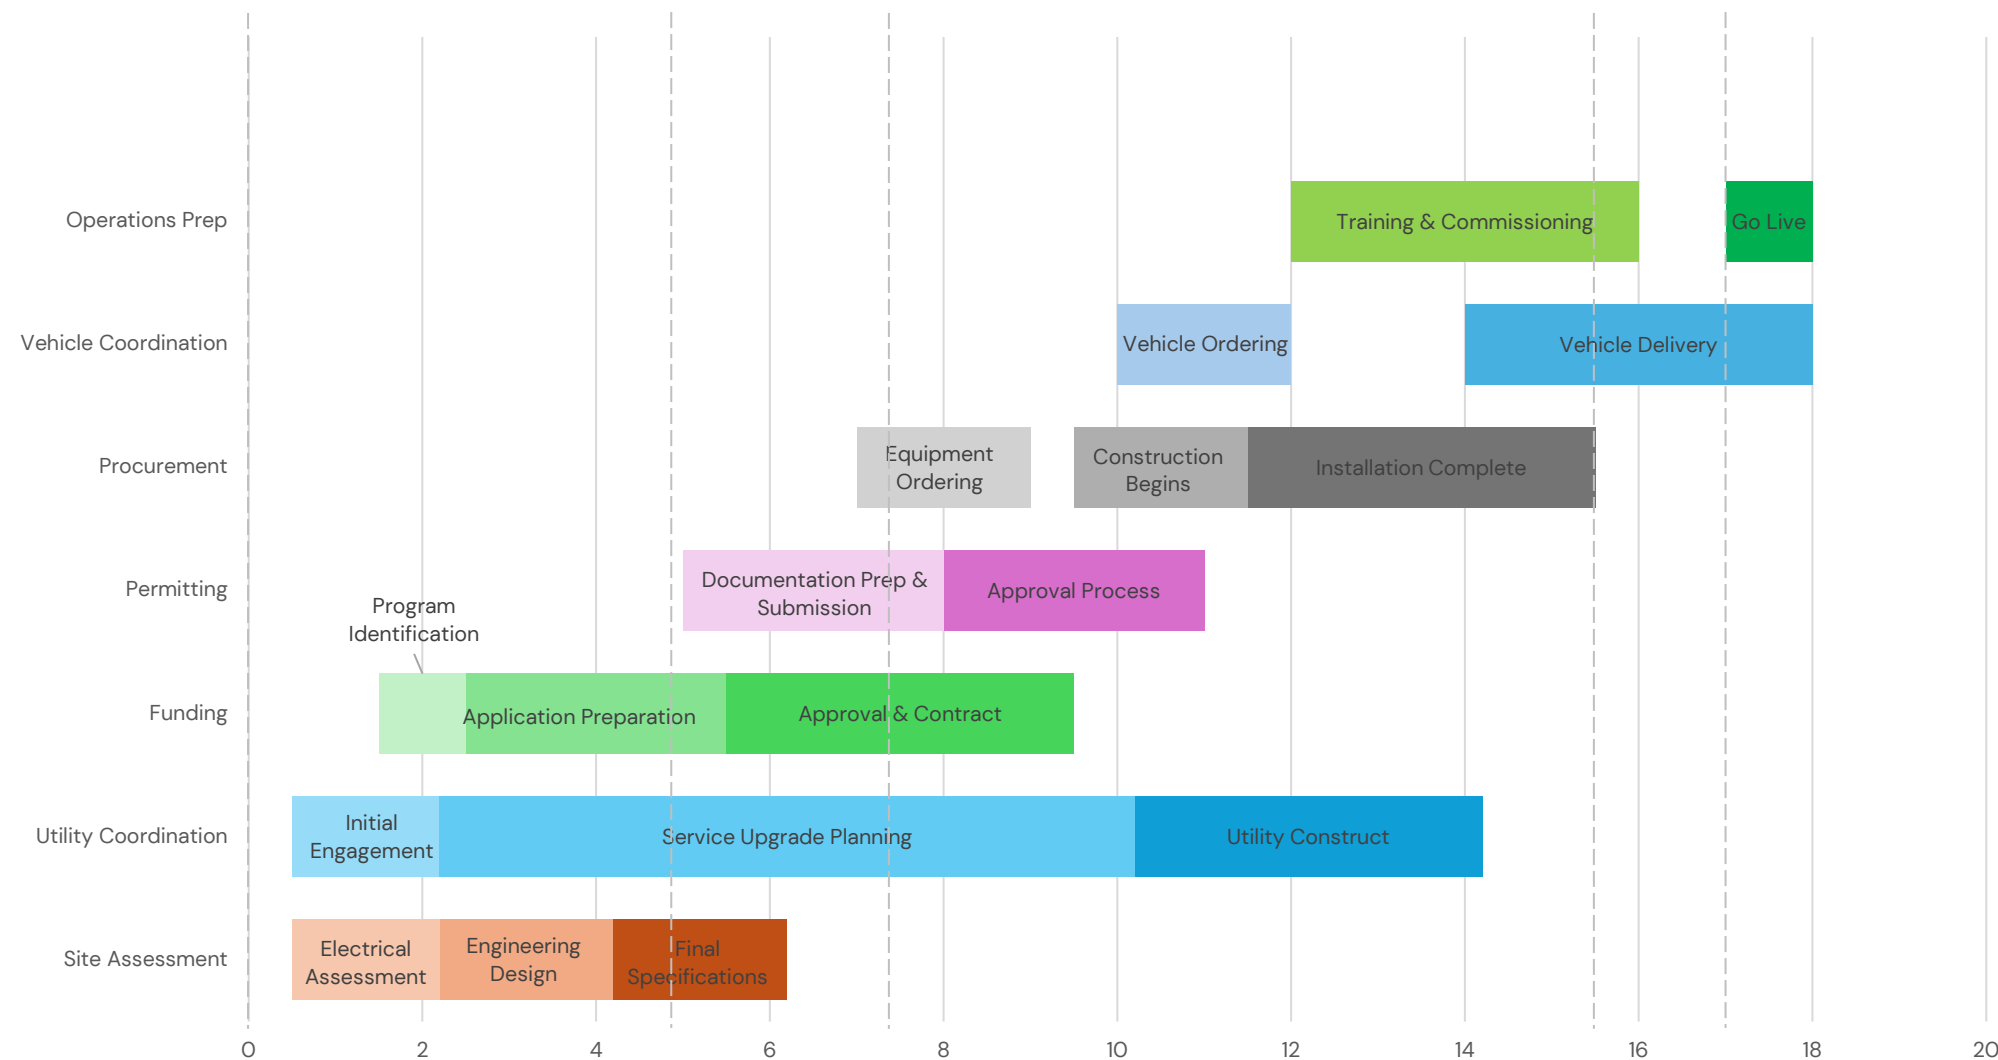 Operations Prep
Training & Commissioning
Go Live
Vehicle Coordination
Vehicle Ordering
Vehicle Delivery
Procurement
Equipment
Ordering
Construction
Begins
Installation Complete
Permitting
Documentation Prep &
Submission
Approval Process
Program
Identification
Funding
Application Preparation
Approval & Contract
Utility Coordination
Initial
Engagement
Service Upgrade Planning
Utility Construct
Site Assessment
Electrical
Assessment
Engineering
Design
Final
Specifications
0 2 4 6 8 10 12 14 16 18 20